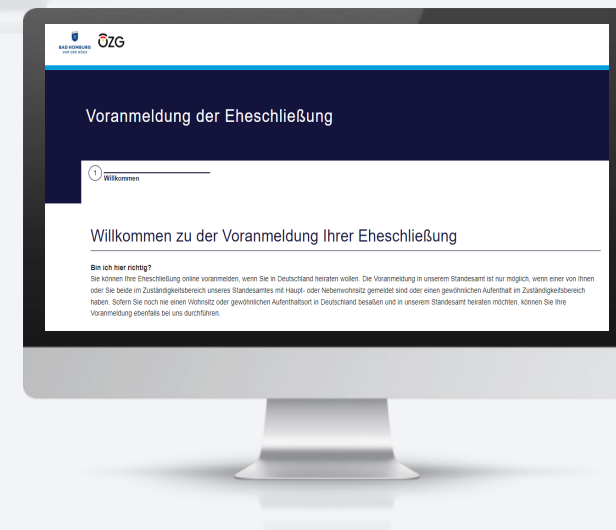 BAD HOMBURG
VOR DER HÖHE
OZG
Voranmeldung der Eheschließung
1
Willkommen
Willkommen zu der Voranmeldung Ihrer Eheschließung
Bin ich hier richtig?
Sie können Ihre Eheschließung online voranmelden, wenn Sie in Deutschland heiraten wollen. Die Voranmeldung in unserem Standesamt ist nur möglich, wenn einer von Ihnen
oder Sie beide im Zuständigkeitsbereich unseres Standesamtes mit Haupt- oder Nebenwohnsitz gemeldet sind oder einen gewöhnlichen Aufenthalt im Zuständigkeitsbereich
haben. Sofern Sie noch nie einen Wohnsitz oder gewöhnlichen Aufenthaltsort in Deutschland besaßen und in unserem Standesamt heiraten möchten, können Sie Ihre
Voranmeldung ebenfalls bei uns durchführen.